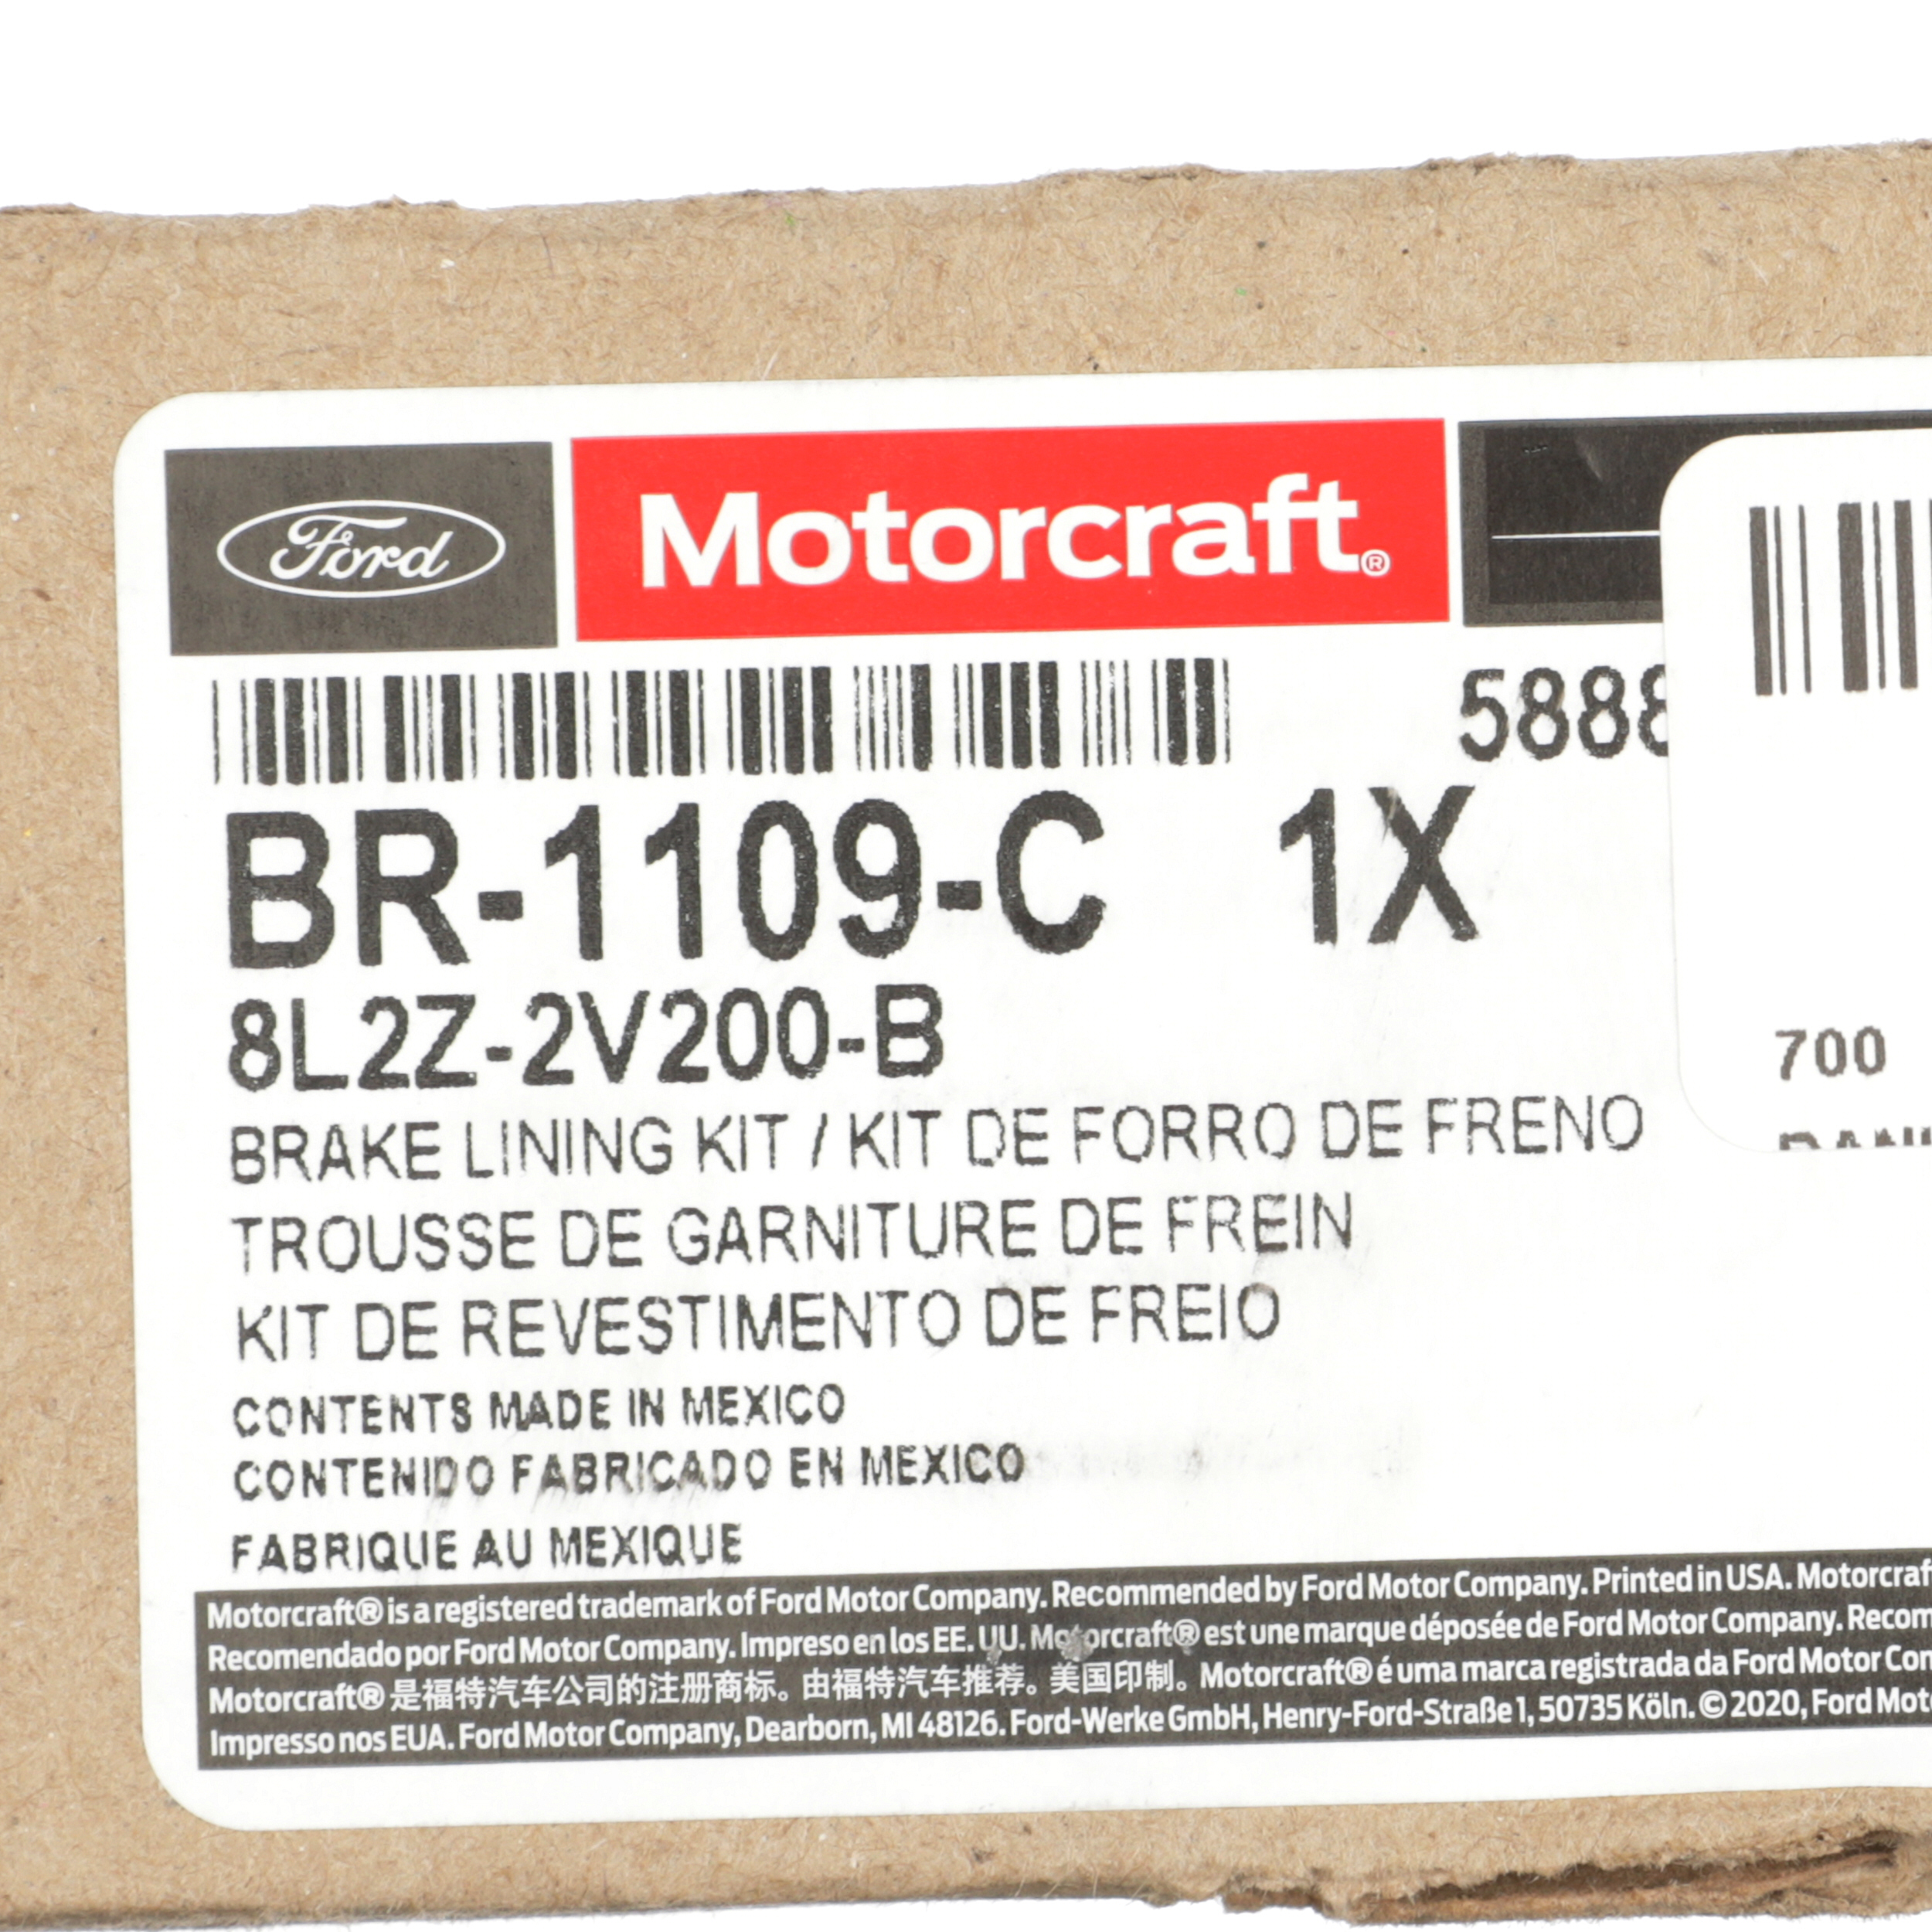 Ford
Motorcraft®
5888
BR-1109-C 1X
8L2Z-2V200-B
700
BRAKE LINING KIT / KIT DE FORRO DE FRENO
TROUSSE DE GARNITURE DE FREIN
KIT DE REVESTIMENTO DE FREIO
CONTENTS MADE IN MEXICO
CONTENIDO FABRICADO EN MEXICO
FABRIQUE AU MEXIQUE
Motorcraft® is a registered trademark of Ford Motor Company. Recommended by Ford Motor Company. Printed in USA.
Recomendado por Ford Motor Company. Impreso en los EE. UU. Motorcraft® est une marque déposée de Ford Motor Company.
Motorcraft® 是福特汽车公司的注册商标。由福特汽车推荐。美国印制。Motorcraft® é uma marca registrada da Ford Motor
Impresso nos EUA. Ford Motor Company, Dearborn, MI 48126. Ford-Werke GmbH, Henry-Ford-Straße 1, 50735 Köln. © 2020, Ford